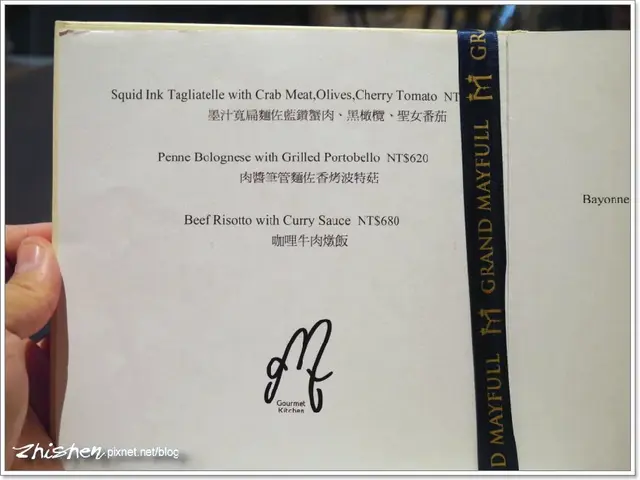 Squid Ink Tagliatelle with Crab Meat,Olives,Cherry Tomato NT
墨汁寬扁麵佐藍鑽蟹肉、黑橄欖、聖女番茄
Penne Bolognese with Grilled Portobello NT$620
肉醬筆管麵佐香烤波特菇
Beef Risotto with Curry Sauce NT$680
咖哩牛肉燉飯
Gourmet
Kitchen
GR
GRAND MAYFULL
D MAYFULL
Bayonne
zhishen.pixnet.net/blog